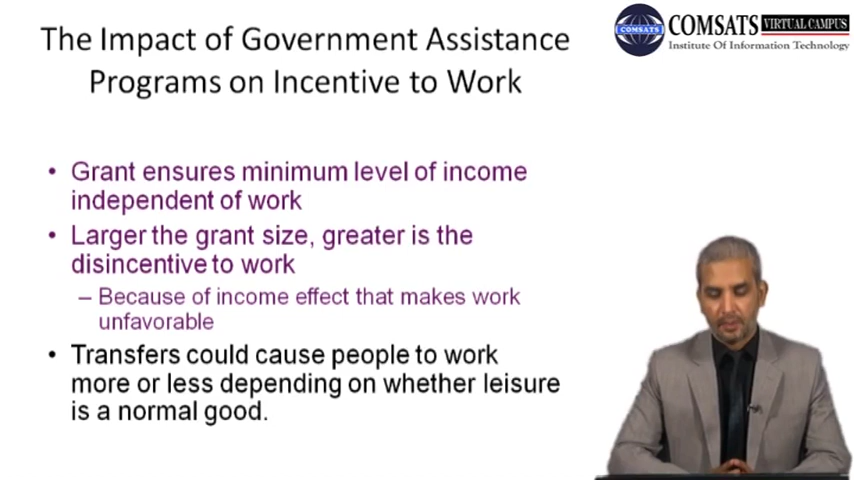 The Impact of Government Assistance
Programs on Incentive to Work
COMSATS VIRTUAL CAMPUS
Institute Of Information Technology
COMSATS
• Grant ensures minimum level of income
independent of work
• Larger the grant size, greater is the
disincentive to work
– Because of income effect that makes work
unfavorable
• Transfers could cause people to work
more or less depending on whether leisure
is a normal good.